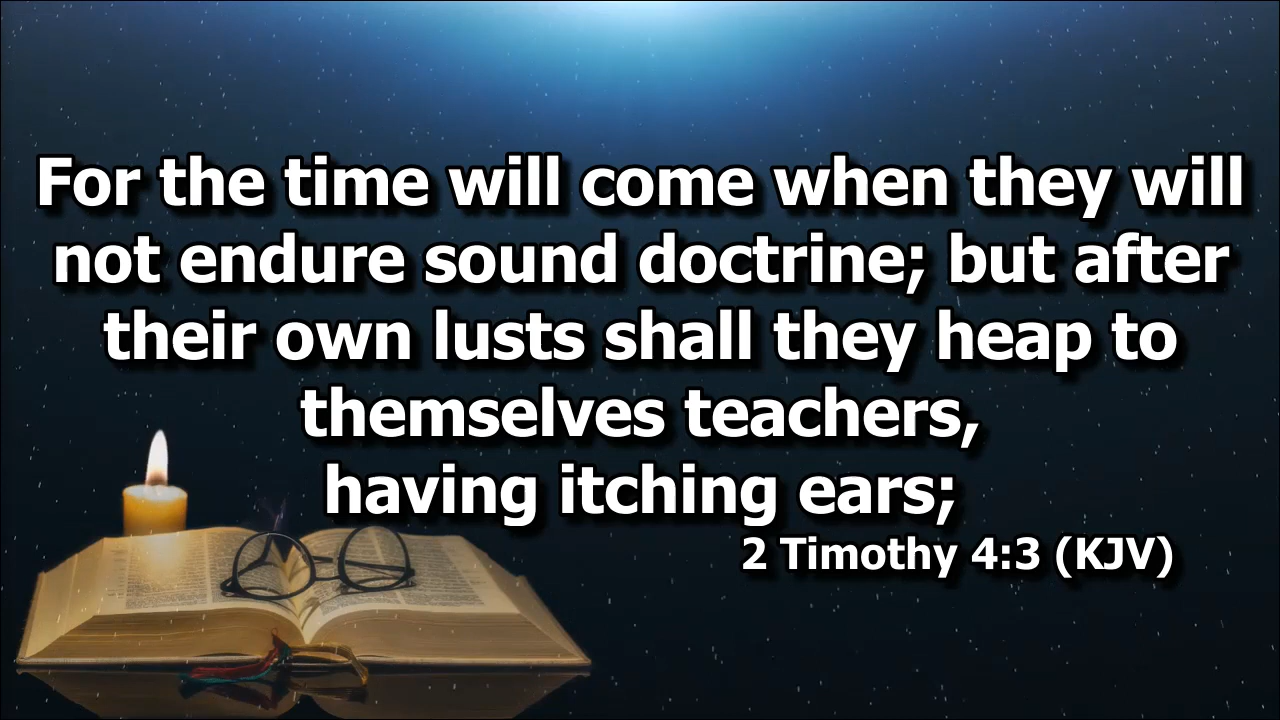 For the time will come when they will
not endure sound doctrine; but after
their own lusts shall they heap to
themselves teachers,
having itching ears;
2 Timothy 4:3 (KJV)